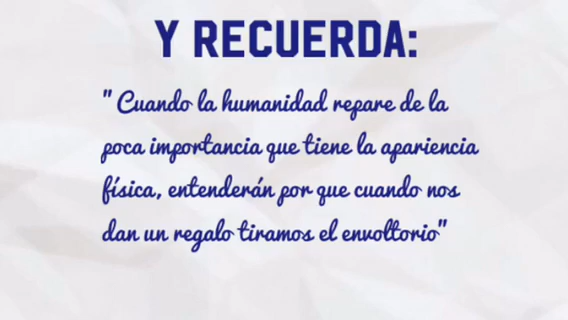 Y RECUERDA:
"Cuando la humanidad repare de la
poca importancia que tiene la apariencia
física, entenderán por que cuando nos
dan un regalo tiramos el envoltorio"